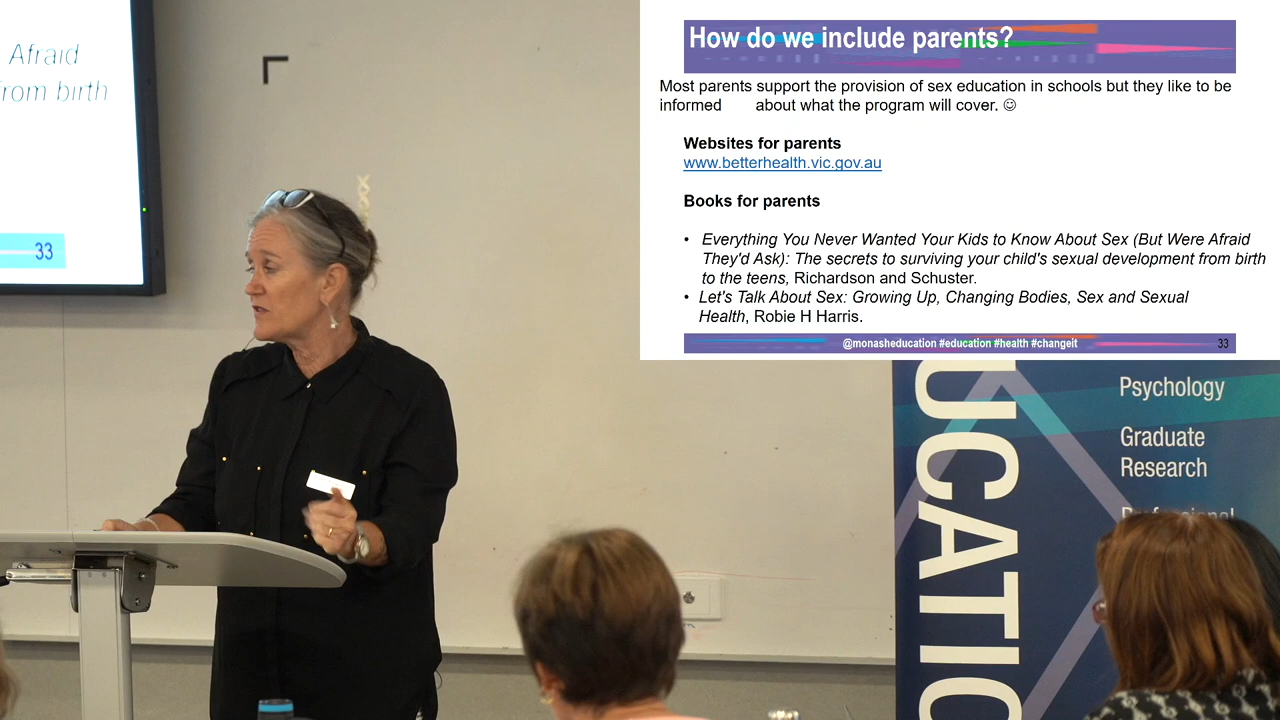 Afraid
from birth
33
How do we include parents?
Most parents support the provision of sex education in schools but they like to be
informed about what the program will cover. ☺
Websites for parents
www.betterhealth.vic.gov.au
Books for parents
• Everything You Never Wanted Your Kids to Know About Sex (But Were Afraid
They'd Ask): The secrets to surviving your child's sexual development from birth
to the teens, Richardson and Schuster.
• Let's Talk About Sex: Growing Up, Changing Bodies, Sex and Sexual
Health, Robie H Harris.
@monasheducation #education #health #changeit
33
UCATIO
Psychology
Graduate
Research
Professional